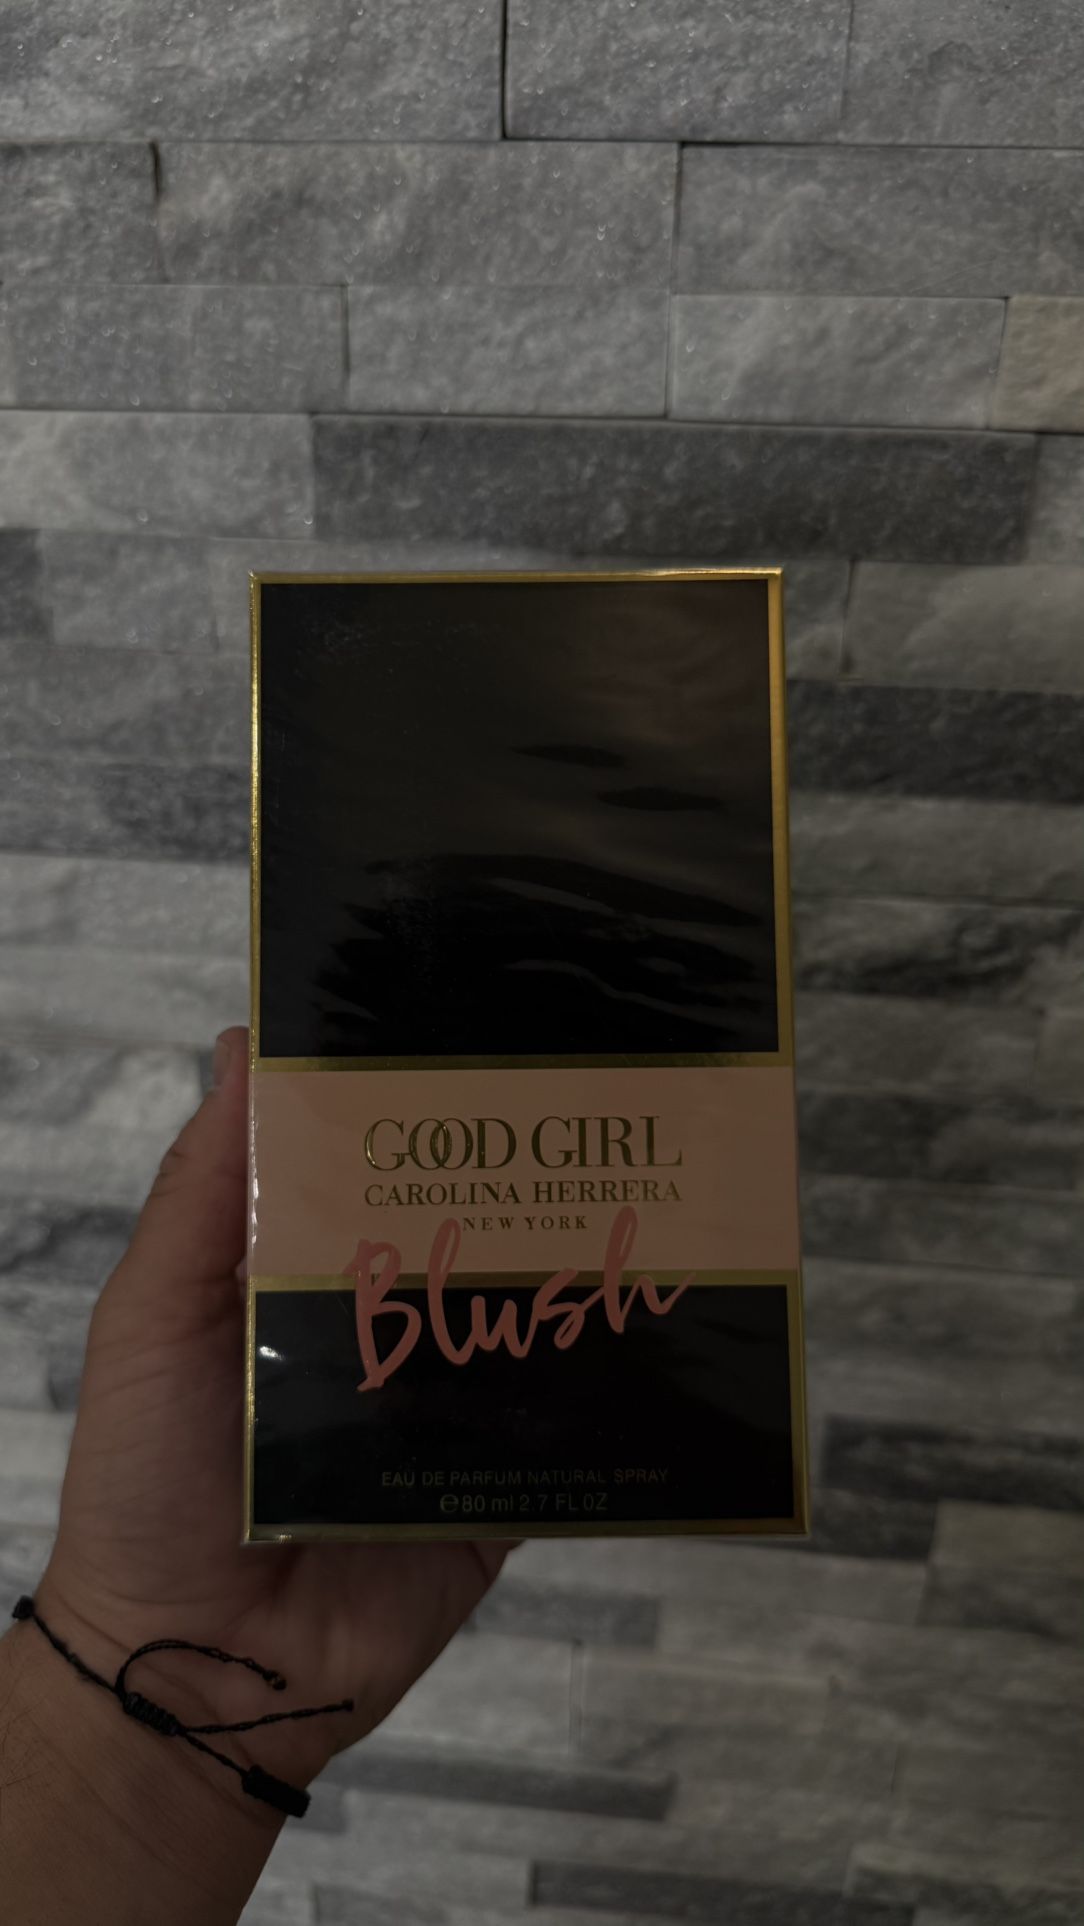 GOOD GIRL
CAROLINA HERRERA
NEW YORK
Blush
EAU DE PARFUM NATURAL SPRAY
℮80 ml 2.7 FL OZ